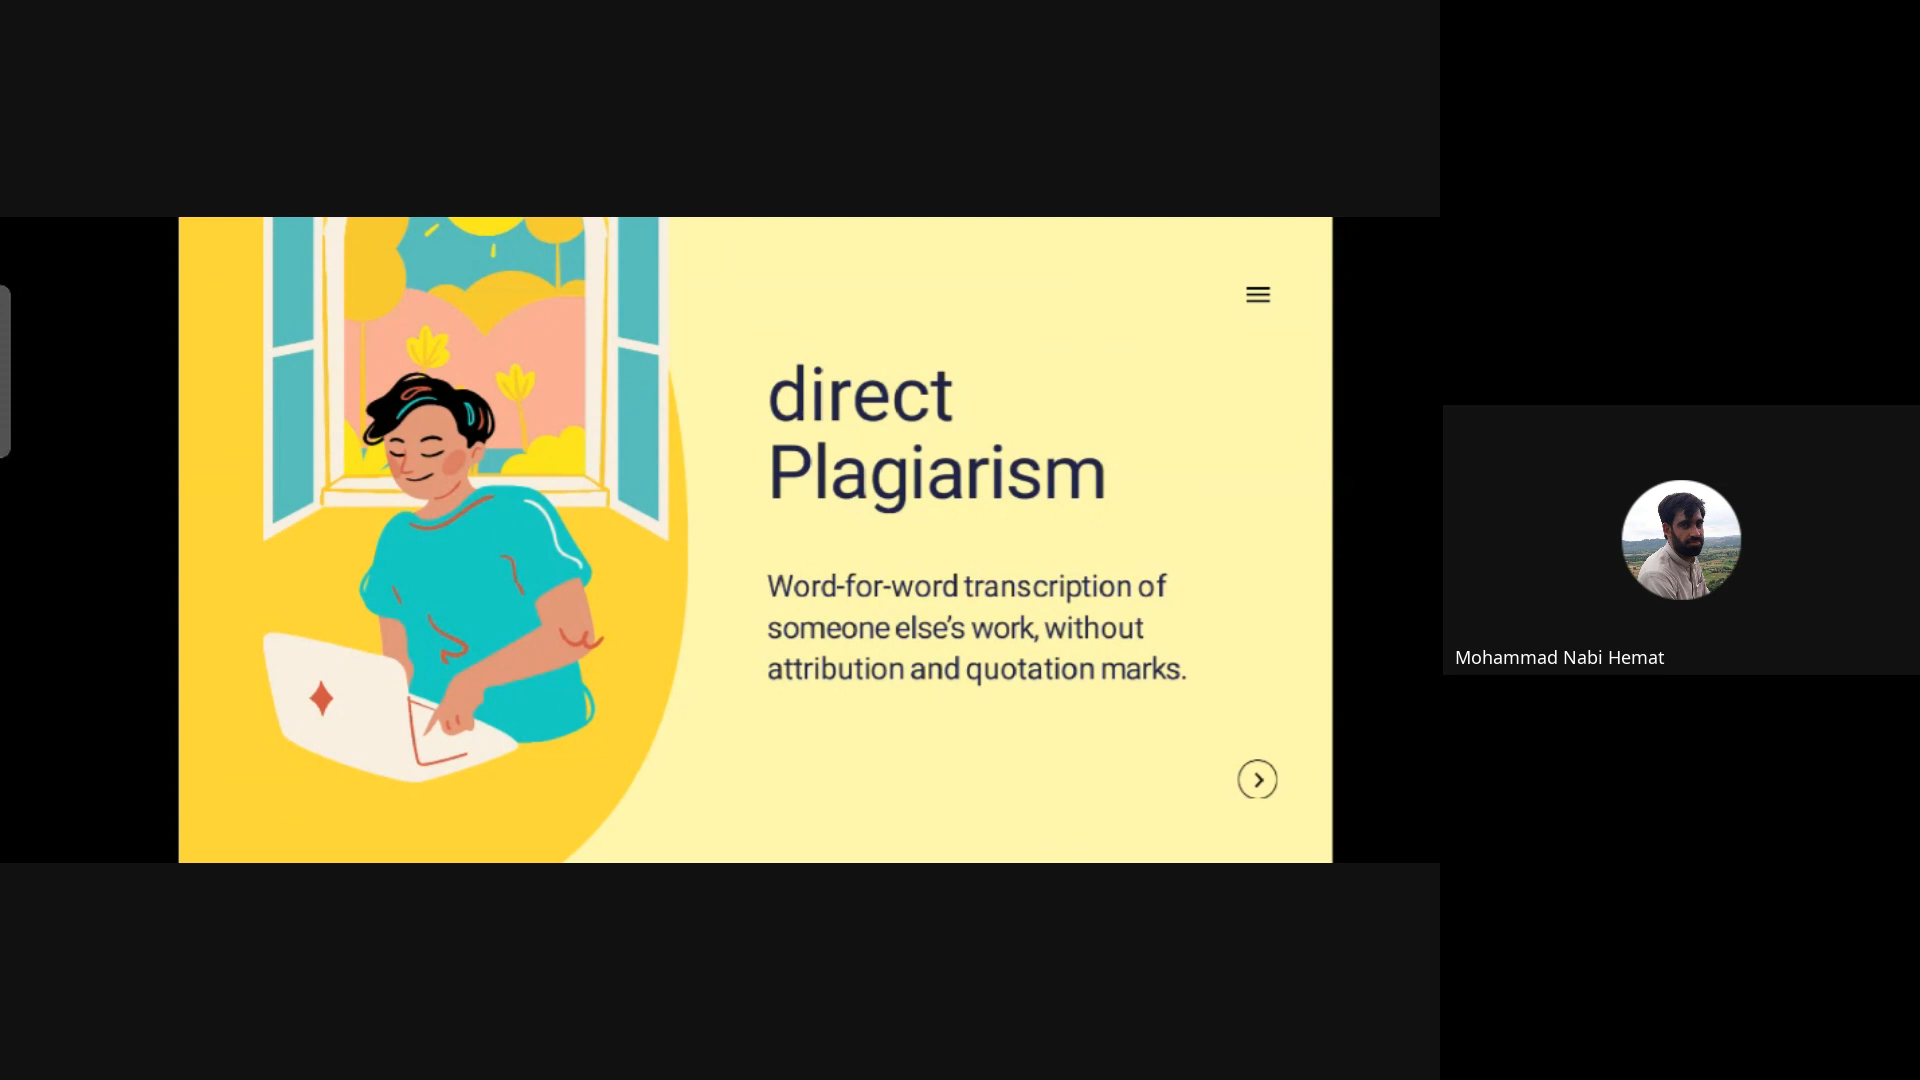 direct
Plagiarism
Word-for-word transcription of
someone else’s work, without
attribution and quotation marks.
Mohammad Nabi Hemat